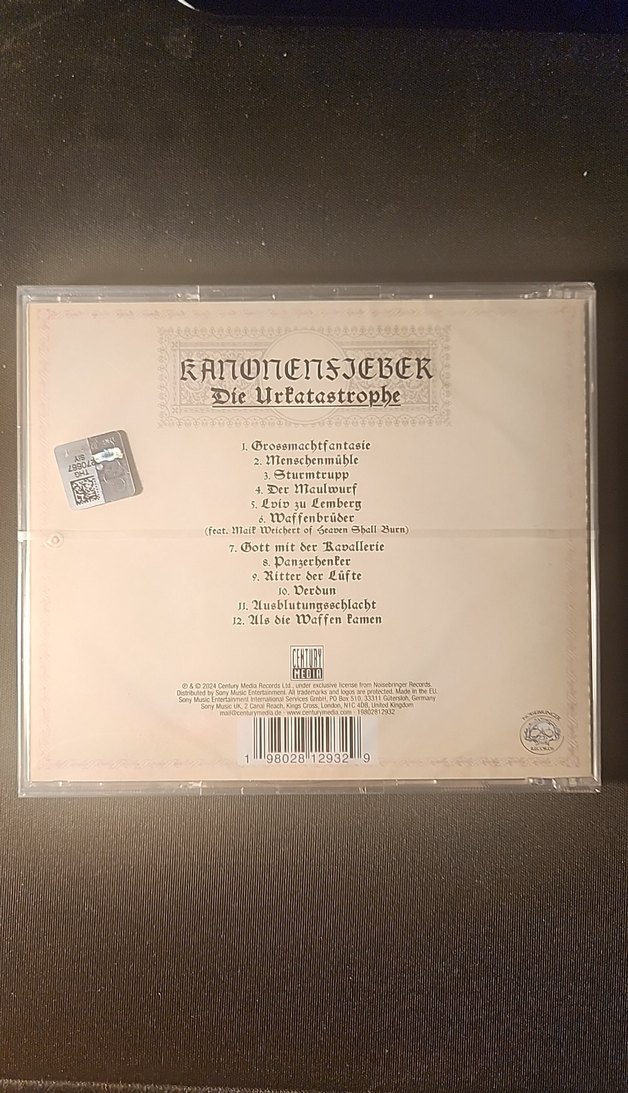 KANONENFIEBER
Die Urkatastrophe
1. Grossmachtfantasie
2. Menschenmühle
3. Sturmtrupp
4. Der Maulwurf
5. Lviv zu Lemberg
6. Waffenbrüder
(feat. Maik Weichert of Heaven Shall Burn)
7. Gott mit der Kavallerie
8. Panzerhenker
9. Ritter der Lüfte
10. Verdun
11. Ausblutungsschlacht
12. Als die Waffen kamen
CENTURY
MEDIA
℗ & © 2024 Century Media Records Ltd., under exclusive license from Noisebringer Records.
Distributed by Sony Music Entertainment. All trademarks and logos are protected. Made in the EU.
Sony Music Entertainment International Services GmbH, PO Box 510, 33311 Gütersloh, Germany
Sony Music UK, 2 Canal Reach, Kings Cross, London, N1C 4DB, United Kingdom
mail@centurymedia.de - www.centurymedia.com - 19802812932
1 98028 12932 9
NOISEBRINGER
RECORDS